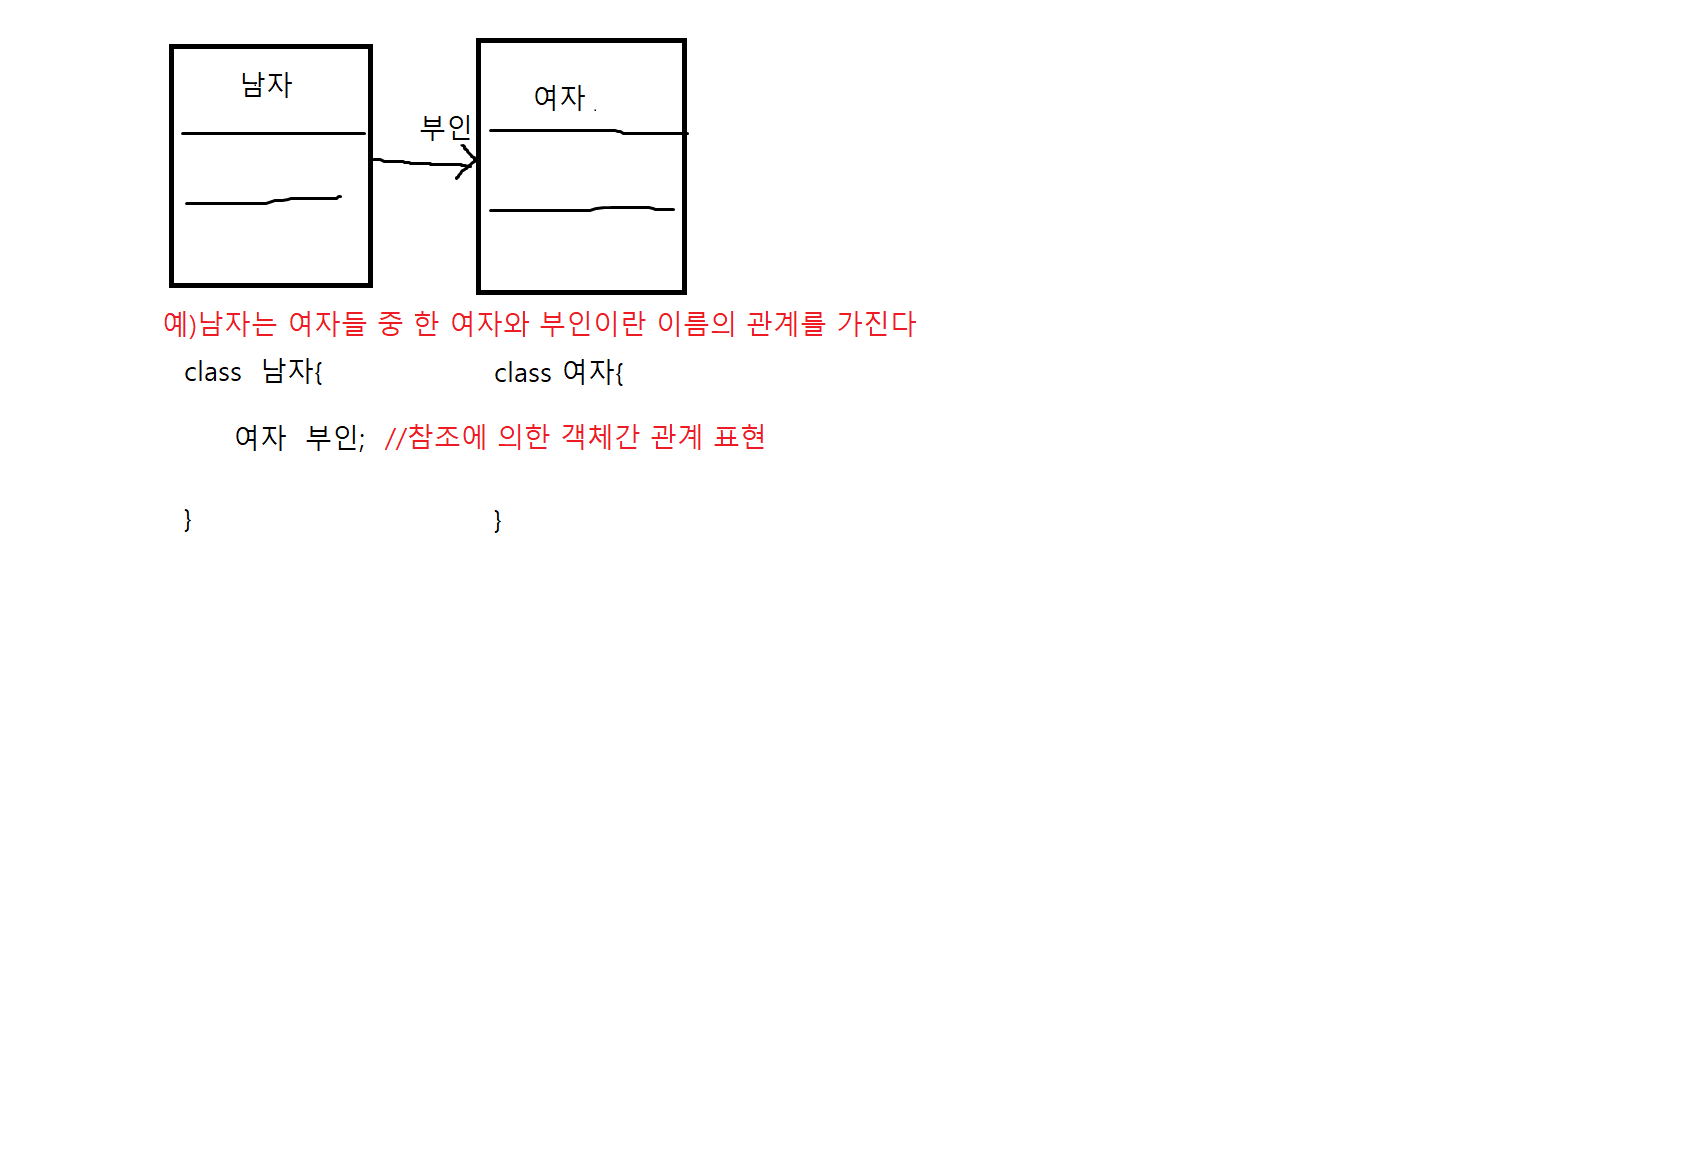 남자
여자 .
부인
예)남자는 여자들 중 한 여자와 부인이란 이름의 관계를 가진다
class 남자{ class 여자{
여자 부인; //참조에 의한 객체간 관계 표현
} }